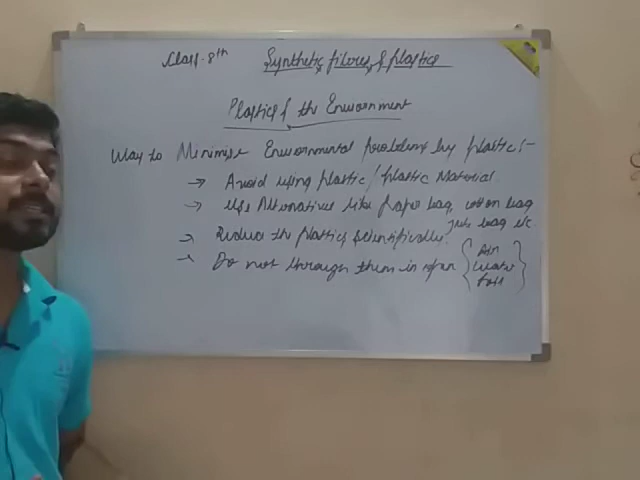 Class-8th Synthetic fibres & Plastics
Plastics & the Environment
Way to Minimise Environmental Problems by plastic:-
→ Avoid using plastic/plastic Material.
→ Use Alternatives like paper bag, cotton bag
Jute bag etc.
→ Reduce the plastics scientifically.
→ Do not through them in open { Air
Water
Soil }